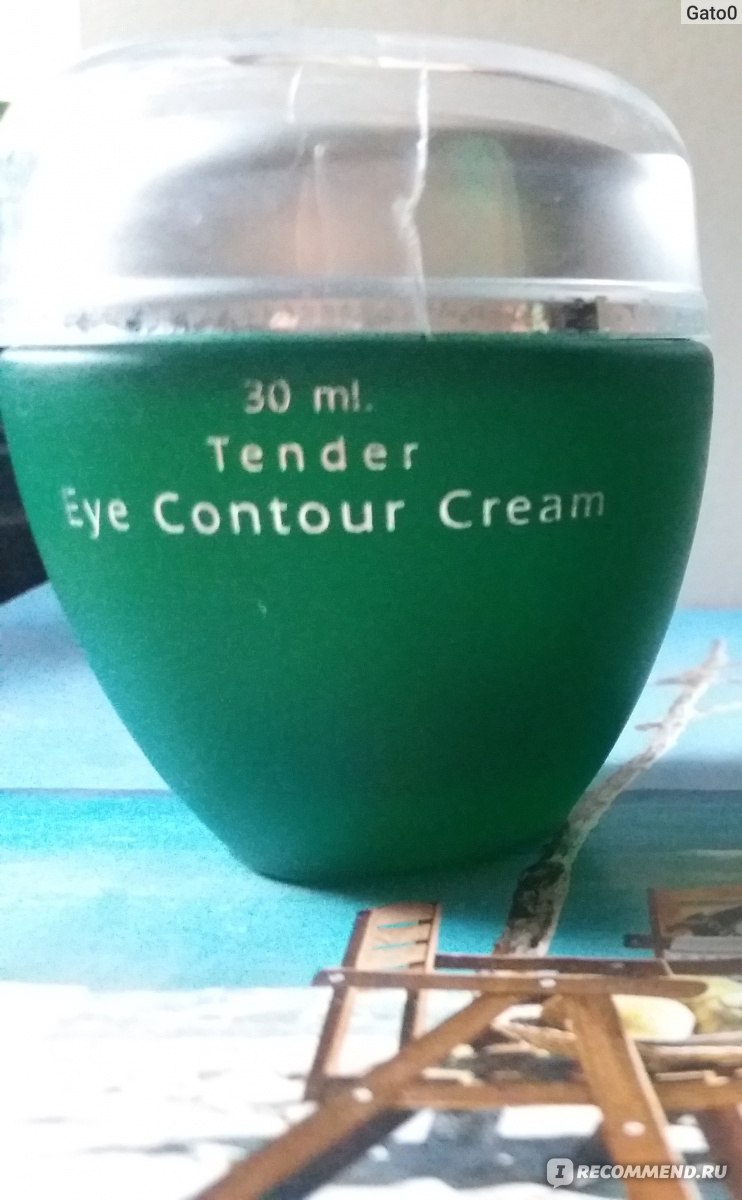 Gato0
30 ml.
Tender
Eye Contour Cream
I RECOMMEND.RU